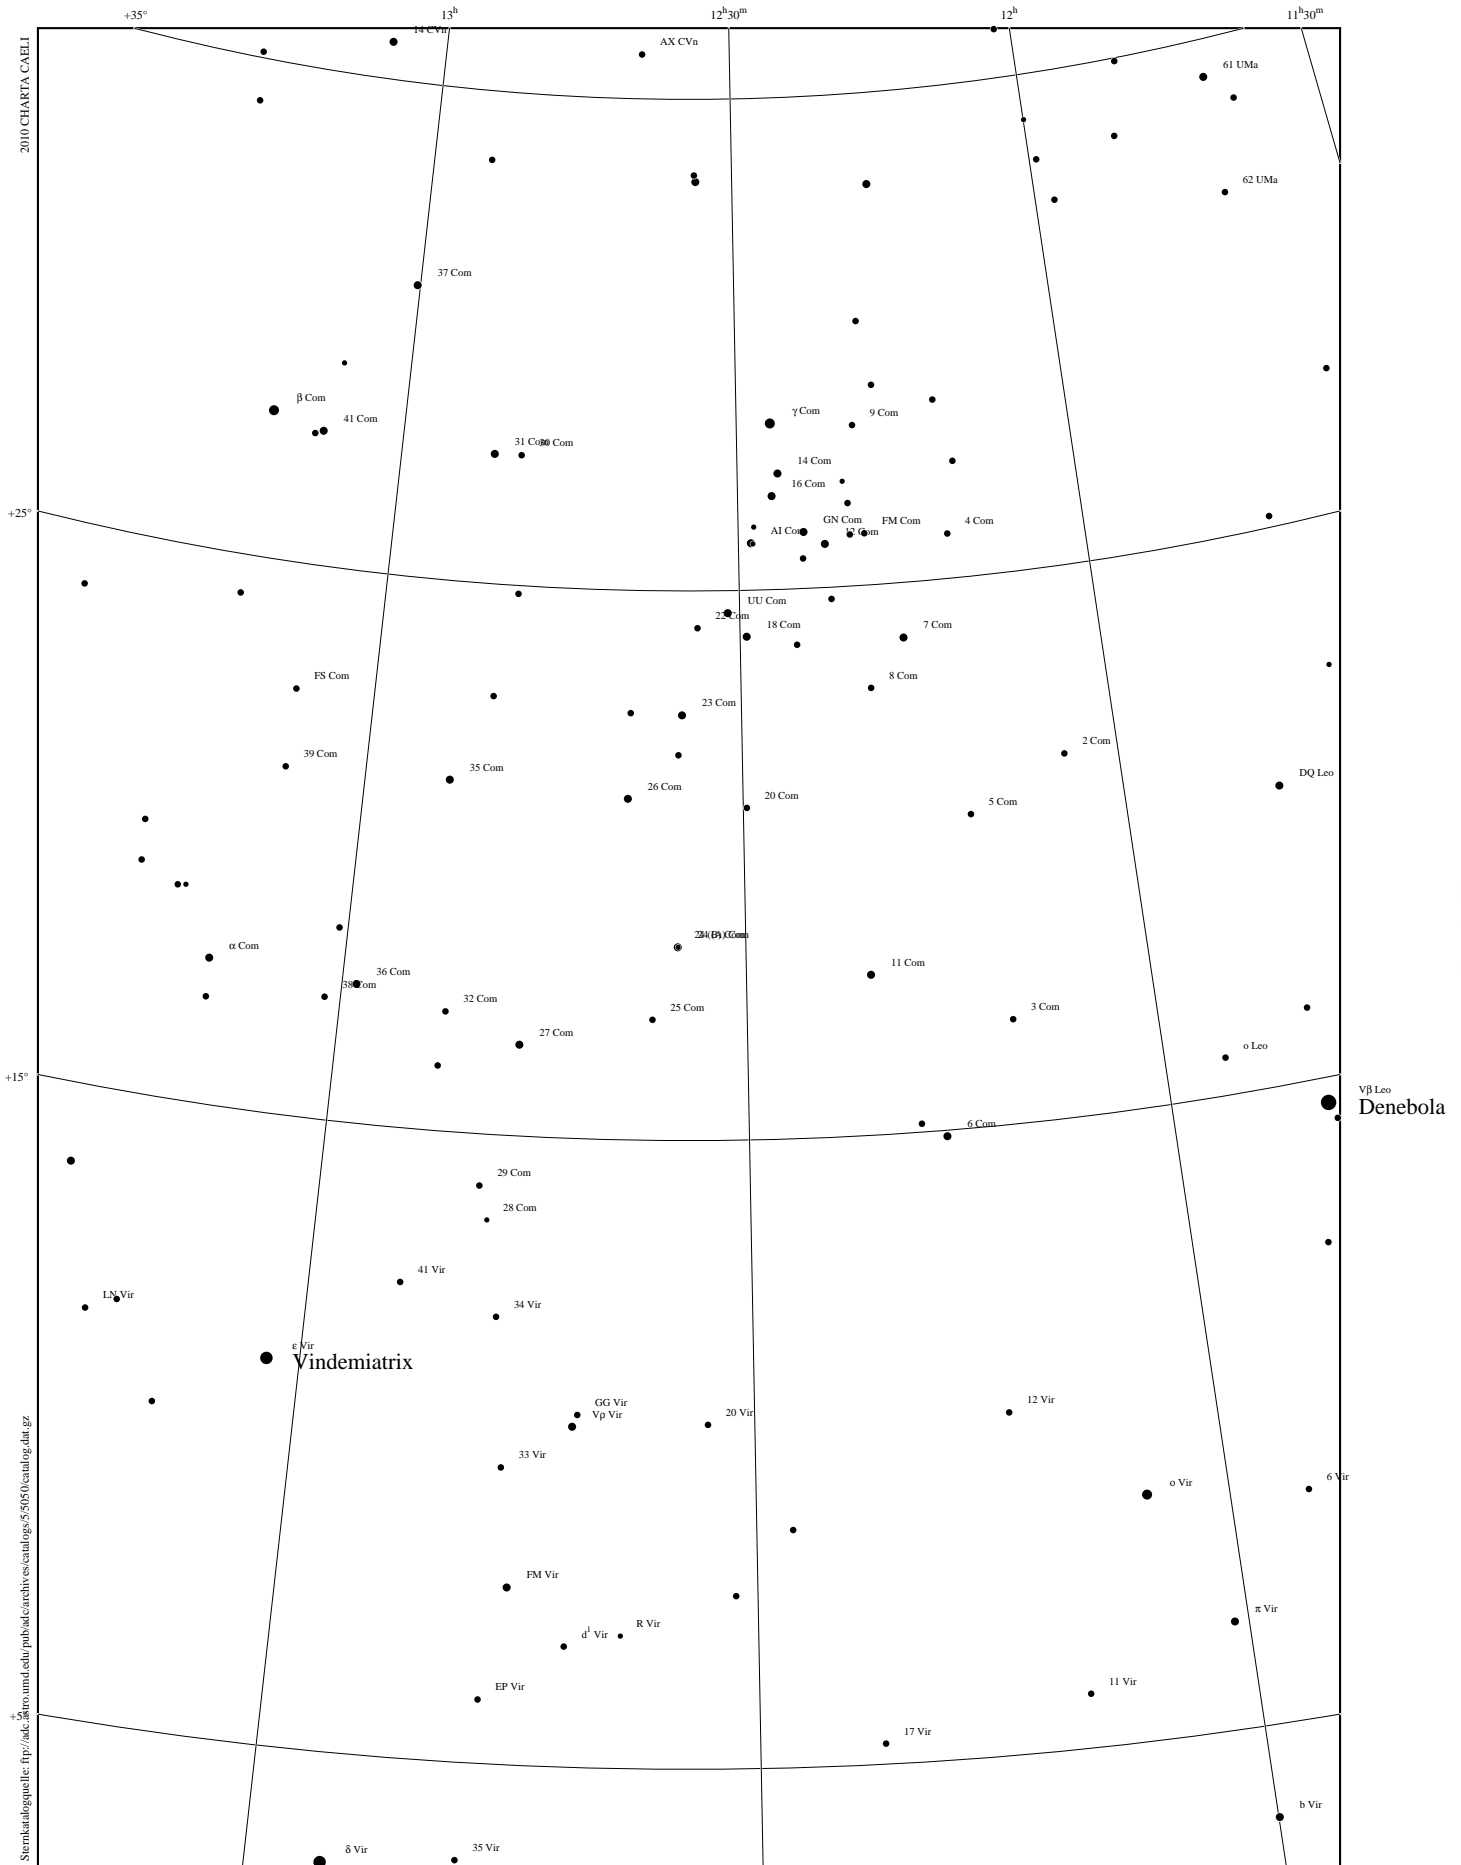 +35°
13h
12h30m
12h
11h30m
2010 CHARTA CAELI
14 CVn
AX CVn
61 UMa
62 UMa
37 Com
β Com
41 Com
γ Com
9 Com
31 Com
30 Com
14 Com
16 Com
+25°
AI Com
GN Com
12 Com
FM Com
4 Com
UU Com
22 Com
18 Com
7 Com
FS Com
8 Com
23 Com
2 Com
39 Com
35 Com
DQ Leo
26 Com
20 Com
5 Com
α Com
24 Com
36 Com
11 Com
38 Com
32 Com
25 Com
3 Com
27 Com
o Leo
+15°
Vβ Leo
Denebola
6 Com
29 Com
28 Com
41 Vir
LN Vir
34 Vir
ε Vir
Vindemiatrix
GG Vir
Vρ Vir
20 Vir
12 Vir
33 Vir
o Vir
6 Vir
FM Vir
π Vir
d1 Vir
R Vir
EP Vir
11 Vir
+5°
17 Vir
b Vir
δ Vir
35 Vir
Sternkatalogquelle: ftp://adc.astro.umd.edu/pub/adc/archives/catalogs/5/5050/catalog.dat.gz